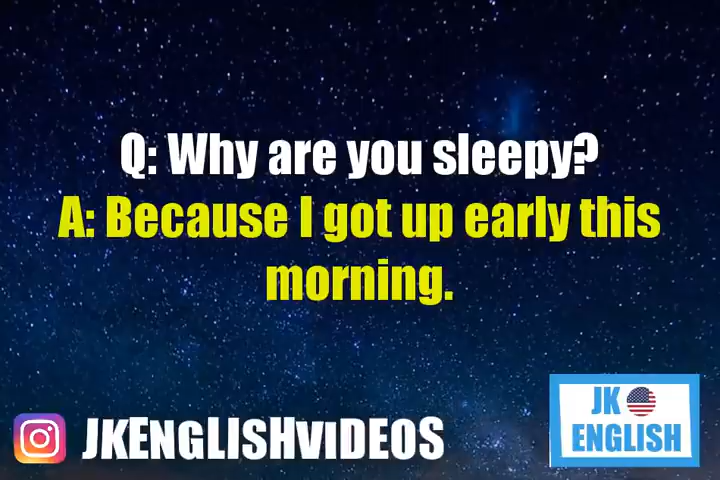 Q: Why are you sleepy?
A: Because I got up early this
morning.
JK
ENGLISH
JKENGLISHVIDEOS